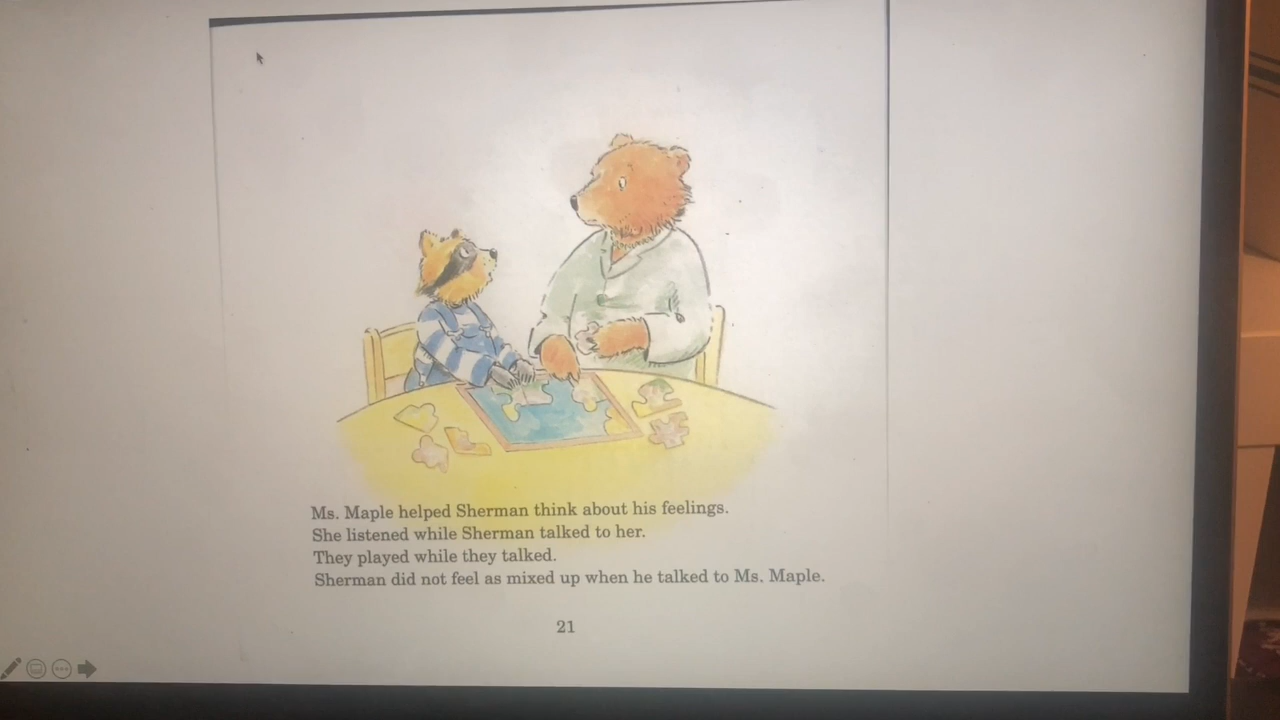 Ms. Maple helped Sherman think about his feelings.
She listened while Sherman talked to her.
They played while they talked.
Sherman did not feel as mixed up when he talked to Ms. Maple.
21